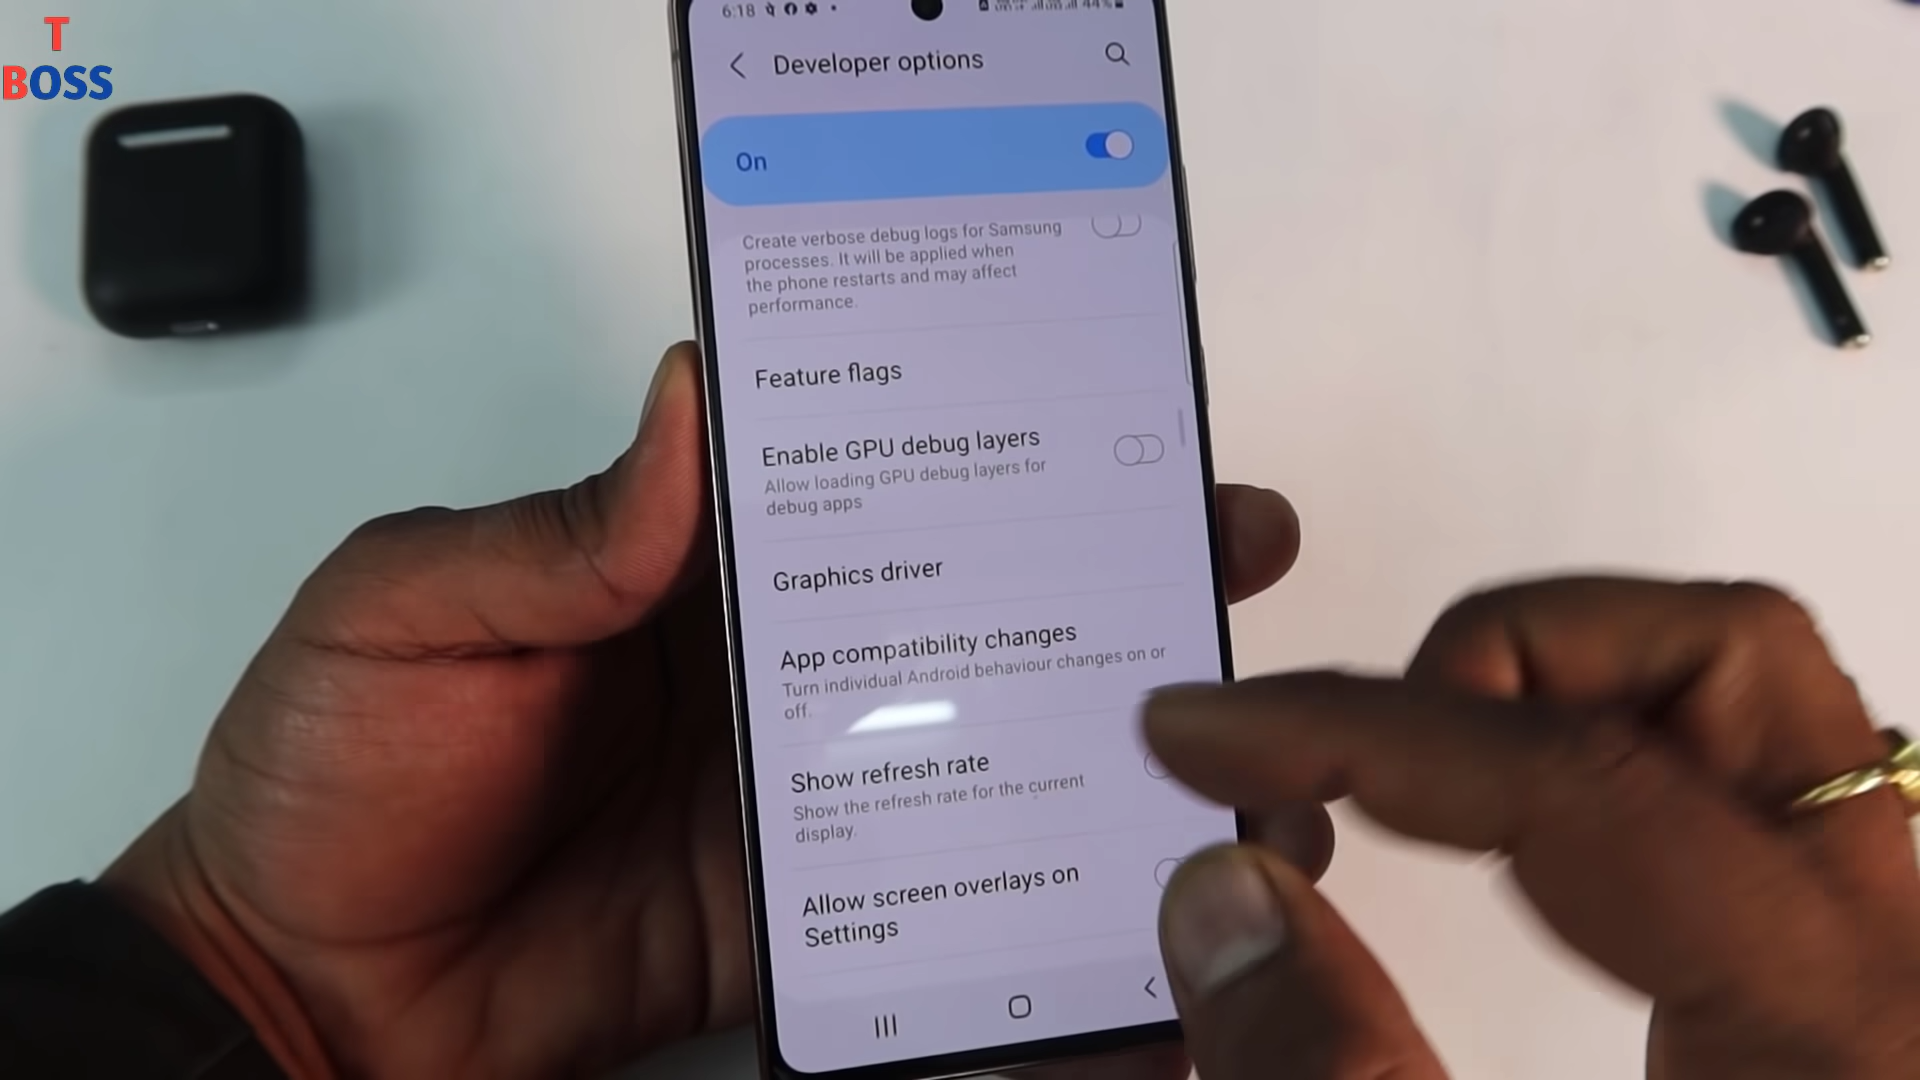 T
BOSS
6:18
44%
Developer options
On
Create verbose debug logs for Samsung
processes. It will be applied when
the phone restarts and may affect
performance.
Feature flags
Enable GPU debug layers
Allow loading GPU debug layers for
debug apps
Graphics driver
App compatibility changes
Turn individual Android behaviour changes on or
off.
Show refresh rate
Show the refresh rate for the current
display.
Allow screen overlays on
Settings